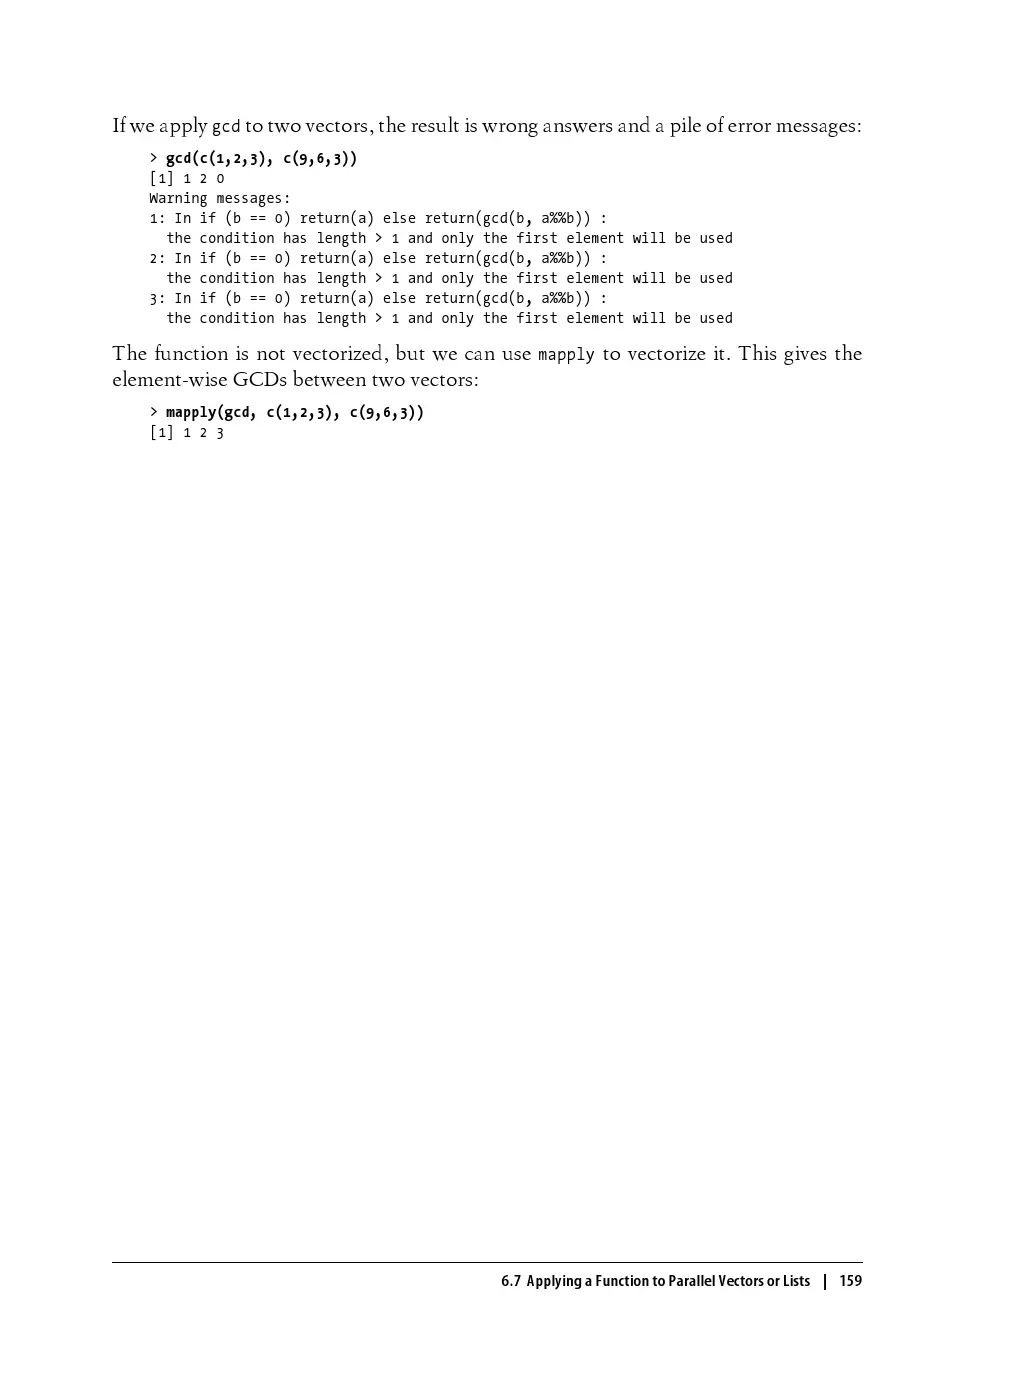 If we apply gcd to two vectors, the result is wrong answers and a pile of error messages:
> gcd(c(1,2,3), c(9,6,3))
[1] 1 2 0
Warning messages:
1: In if (b == 0) return(a) else return(gcd(b, a%%b)) :
  the condition has length > 1 and only the first element will be used
2: In if (b == 0) return(a) else return(gcd(b, a%%b)) :
  the condition has length > 1 and only the first element will be used
3: In if (b == 0) return(a) else return(gcd(b, a%%b)) :
  the condition has length > 1 and only the first element will be used
The function is not vectorized, but we can use mapply to vectorize it. This gives the
element-wise GCDs between two vectors:
> mapply(gcd, c(1,2,3), c(9,6,3))
[1] 1 2 3
6.7 Applying a Function to Parallel Vectors or Lists | 159